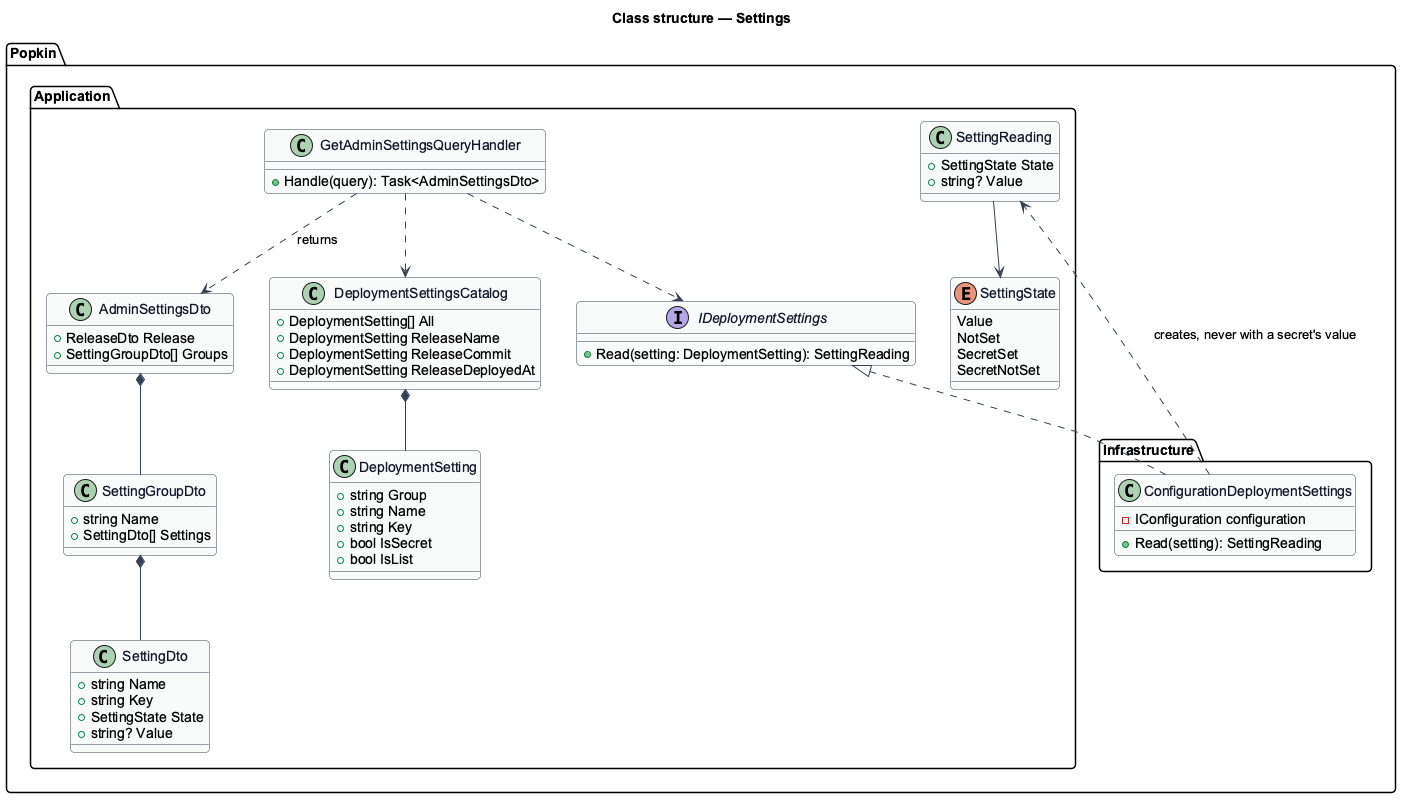 Class structure — Settings
Popkin
Application
C GetAdminSettingsQueryHandler
Handle(query): Task<AdminSettingsDto>
C SettingReading
SettingState State
string? Value
returns
C AdminSettingsDto
ReleaseDto Release
SettingGroupDto[] Groups
C DeploymentSettingsCatalog
DeploymentSetting[] All
DeploymentSetting ReleaseName
DeploymentSetting ReleaseCommit
DeploymentSetting ReleaseDeployedAt
I IDeploymentSettings
Read(setting: DeploymentSetting): SettingReading
E SettingState
Value
NotSet
SecretSet
SecretNotSet
creates, never with a secret's value
C SettingGroupDto
string Name
SettingDto[] Settings
C DeploymentSetting
string Group
string Name
string Key
bool IsSecret
bool IsList
Infrastructure
C ConfigurationDeploymentSettings
IConfiguration configuration
Read(setting): SettingReading
C SettingDto
string Name
string Key
SettingState State
string? Value